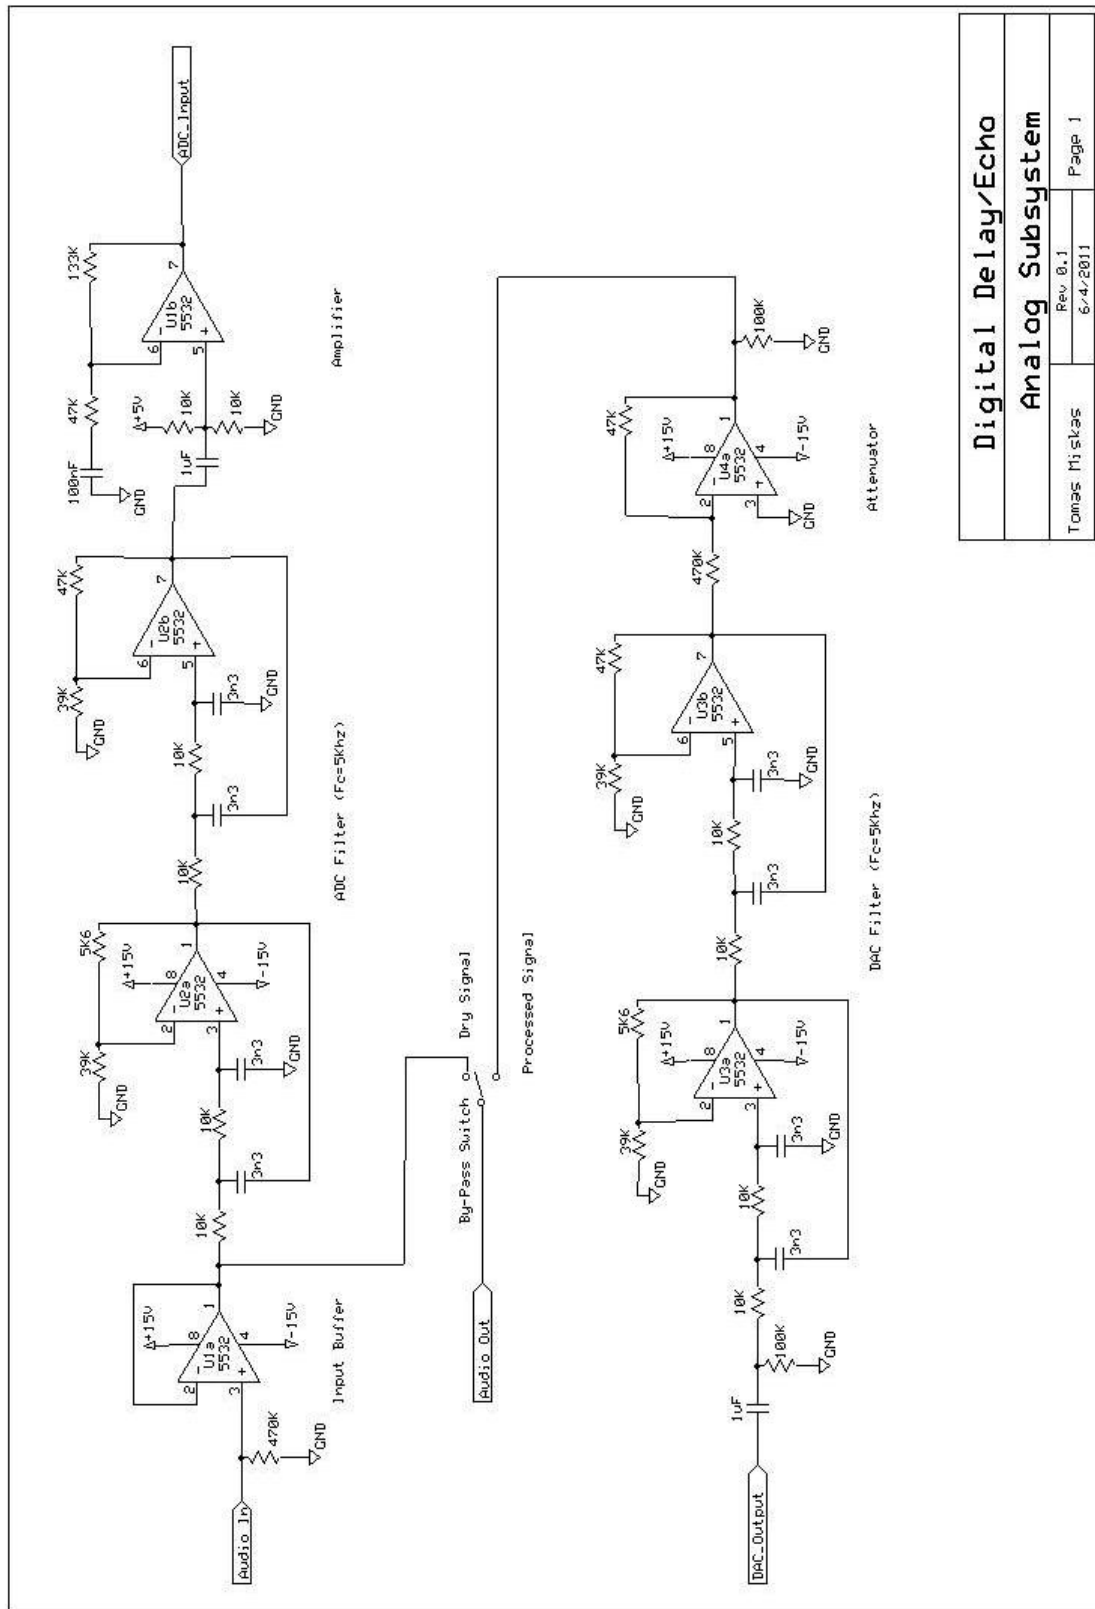 Audio In
470K
GND
2
3
-
+
U1a
5532
8
4
1
+15V
-15V
Input Buffer
10K
3n3
10K
3n3
GND
39K
GND
5K6
2
3
-
+
U2a
5532
8
4
1
+15V
-15V
10K
3n3
10K
3n3
GND
39K
GND
47K
6
5
-
+
U2b
5532
7
ADC Filter (Fc=5Khz)
1uF
100nF
GND
47K
133K
+5V
10K
10K
GND
6
5
-
+
U1b
5532
7
Amplifier
ADC_Input
Audio Out
By-Pass Switch
Dry Signal
Processed Signal
DAC_Output
1uF
100K
GND
10K
3n3
10K
3n3
GND
39K
GND
5K6
2
3
-
+
U3a
5532
8
4
1
+15V
-15V
10K
3n3
10K
3n3
GND
39K
GND
47K
6
5
-
+
U3b
5532
7
DAC Filter (Fc=5Khz)
470K
47K
2
3
-
+
U4a
5532
8
4
1
+15V
-15V
GND
Attenuator
100K
GND
Digital Delay/Echo
Analog Subsystem
Tomas Miskas
Rev 0.1
6/4/2011
Page 1